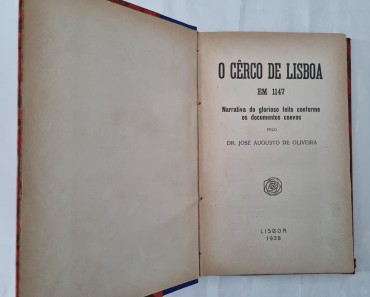 O CÊRCO DE LISBOA
EM 1147
Narrativa do glorioso feito conforme
os documentos coevos
PELO
DR. JOSÉ AUGUSTO DE OLIVEIRA
LISBOA
1938